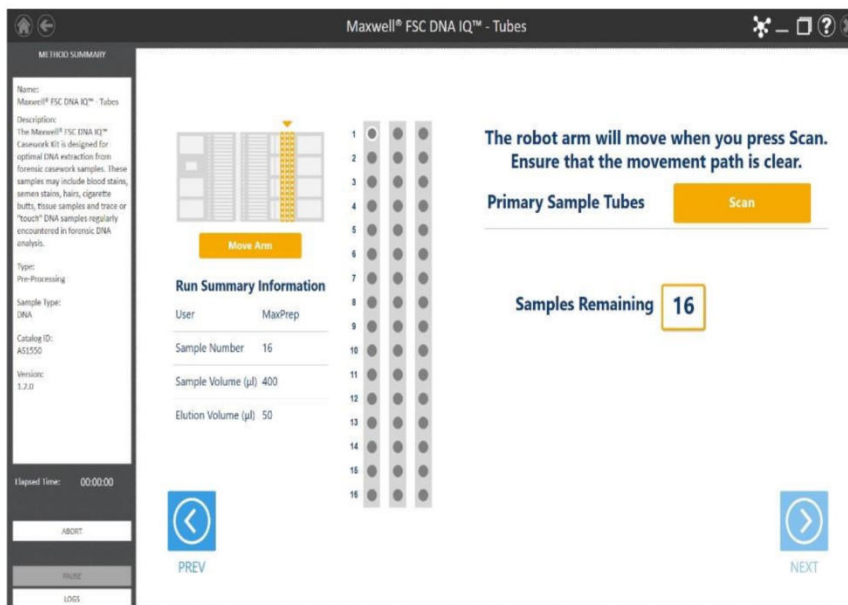 Maxwell® FSC DNA IQ™ - Tubes
METHOD SUMMARY
Name:
Maxwell® FSC DNA IQ™ - Tubes
Description:
The Maxwell® FSC DNA IQ™
Casework Kit is designed for
optimal DNA extraction from
forensic casework samples. These
samples may include blood stains,
semen stains, hairs, cigarette
butts, tissue samples and trace or
"touch" DNA samples regularly
encountered in forensic DNA
analysis.
Type:
Pre-Processing
Sample Type:
DNA
Catalog ID:
AS1550
Version:
1.2.0
Elapsed Time: 00:00:00
ABORT
PAUSE
LOGS
Move Arm
Run Summary Information
User MaxPrep
Sample Number 16
Sample Volume (µl) 400
Elution Volume (µl) 50
PREV
1
2
3
4
5
6
7
8
9
10
11
12
13
14
15
16
The robot arm will move when you press Scan.
Ensure that the movement path is clear.
Primary Sample Tubes Scan
Samples Remaining 16
NEXT